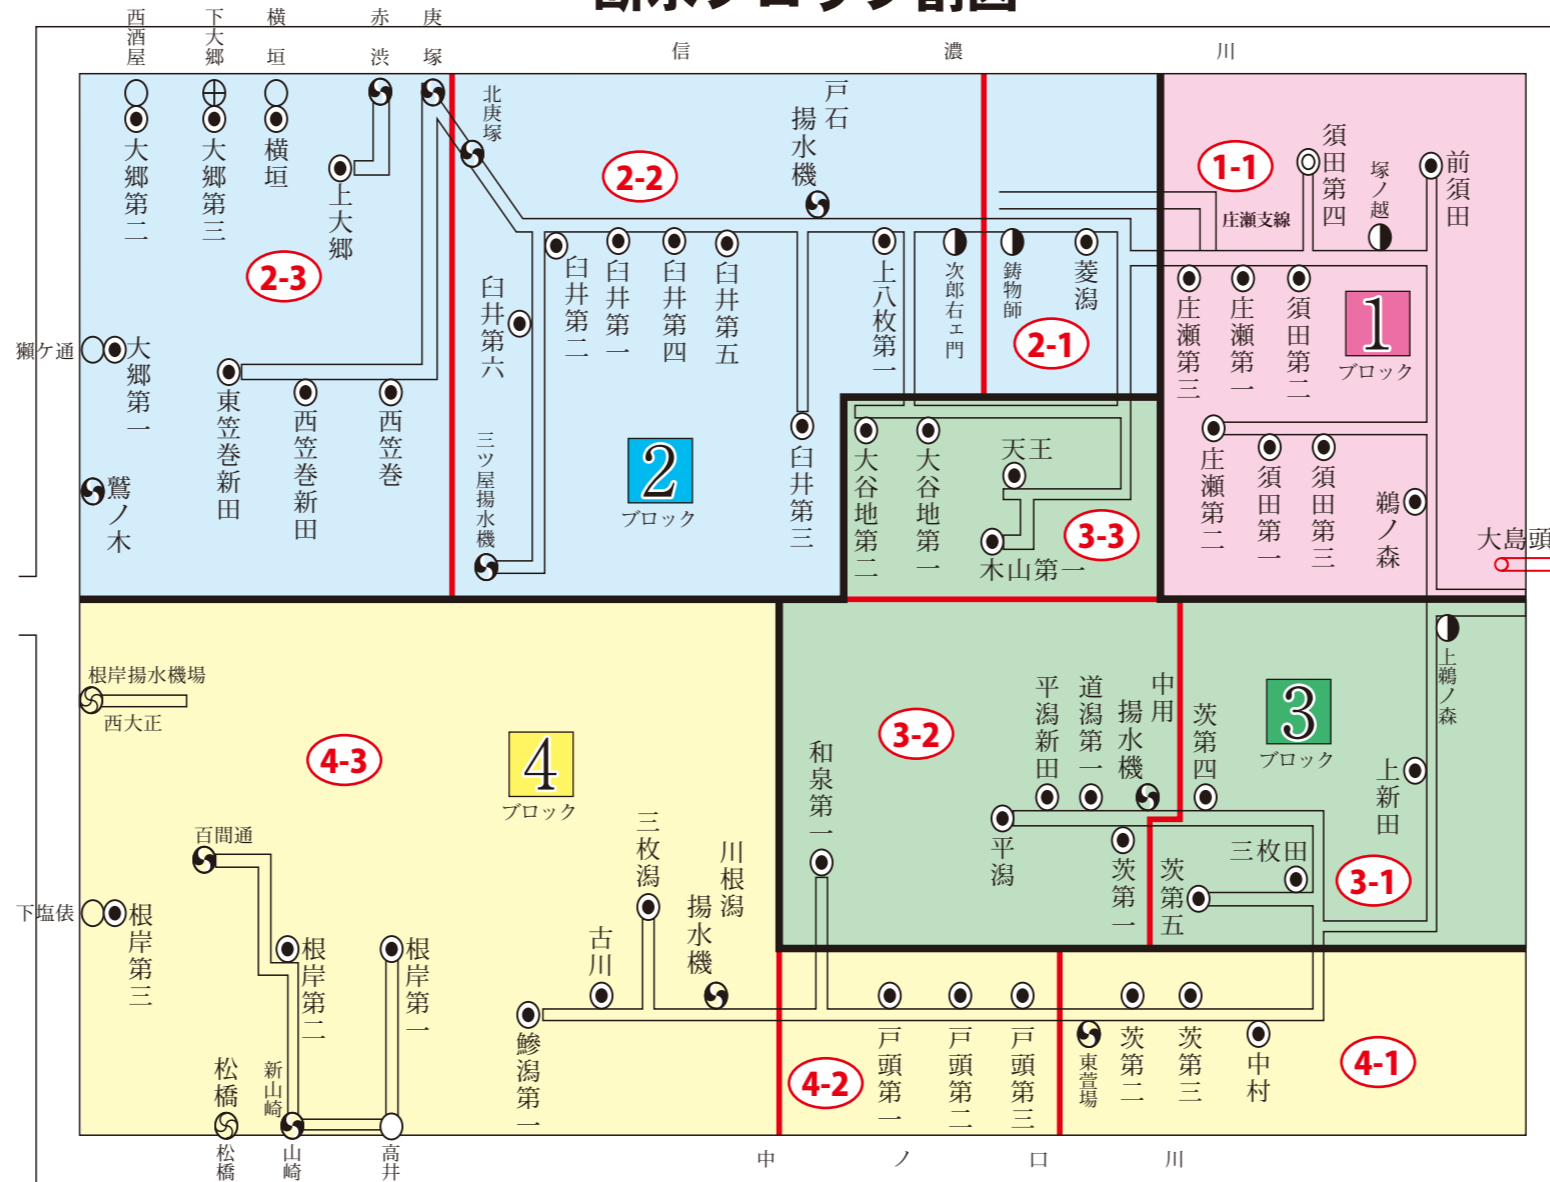 断水ブロック割図
西酒屋
下大郷
横垣
赤渋
庚塚
信濃川
大郷第二
大郷第三
横垣
上大郷
2-3
獺ケ通
大郷第一
鷲ノ木
東笠巻新田
西笠巻新田
西笠巻
北庚塚
2-2
戸石
揚水機
臼井第六
臼井第二
臼井第一
臼井第四
臼井第五
上八枚第一
次郎右ェ門
三ツ屋揚水機
2
ブロック
臼井第三
鋳物師
菱潟
2-1
1-1
庄瀬支線
須田第四
塚ノ越
前須田
庄瀬第三
庄瀬第一
須田第二
1
ブロック
庄瀬第二
須田第一
須田第三
鵜ノ森
大島頭
大谷地第二
大谷地第一
天王
木山第一
3-3
3-2
和泉第一
平潟新田
道潟第一
中用
揚水機
茨第四
3
ブロック
上鵜ノ森
上新田
平潟
茨第一
茨第五
三枚田
3-1
根岸揚水機場
西大正
4-3
4
ブロック
百間通
下塩俵
根岸第三
根岸第二
根岸第一
三枚潟
古川
川根潟
揚水機
鰺潟第一
松橋
新山崎
松橋
山崎
高井
4-2
戸頭第一
戸頭第二
戸頭第三
東萱場
茨第二
茨第三
中村
4-1
中ノ口川